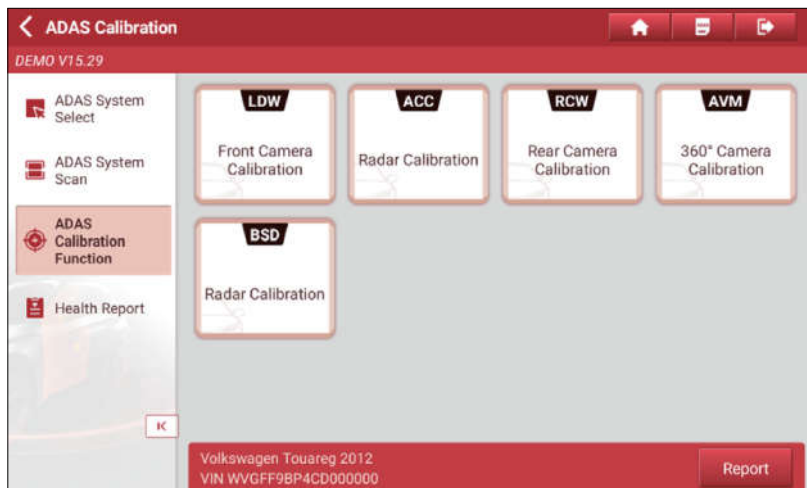 ADAS Calibration
DEMO V15.29
ADAS System
Select
ADAS System
Scan
ADAS
Calibration
Function
Health Report
LDW
Front Camera
Calibration
ACC
Radar Calibration
RCW
Rear Camera
Calibration
AVM
360° Camera
Calibration
BSD
Radar Calibration
Volkswagen Touareg 2012
VIN WVGFF9BP4CD000000
Report